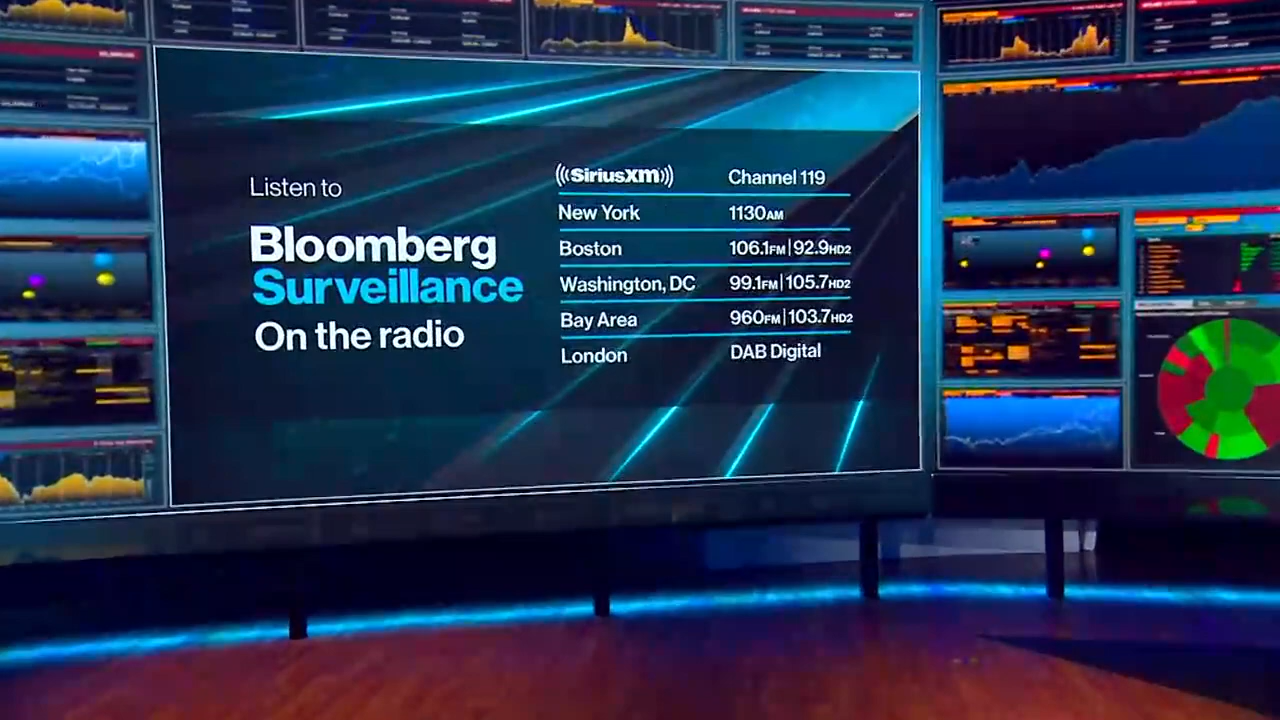 Listen to
Bloomberg
Surveillance
On the radio
SiriusXM Channel 119
New York 1130AM
Boston 106.1FM|92.9HD2
Washington, DC 99.1FM|105.7HD2
Bay Area 960FM|103.7HD2
London DAB Digital